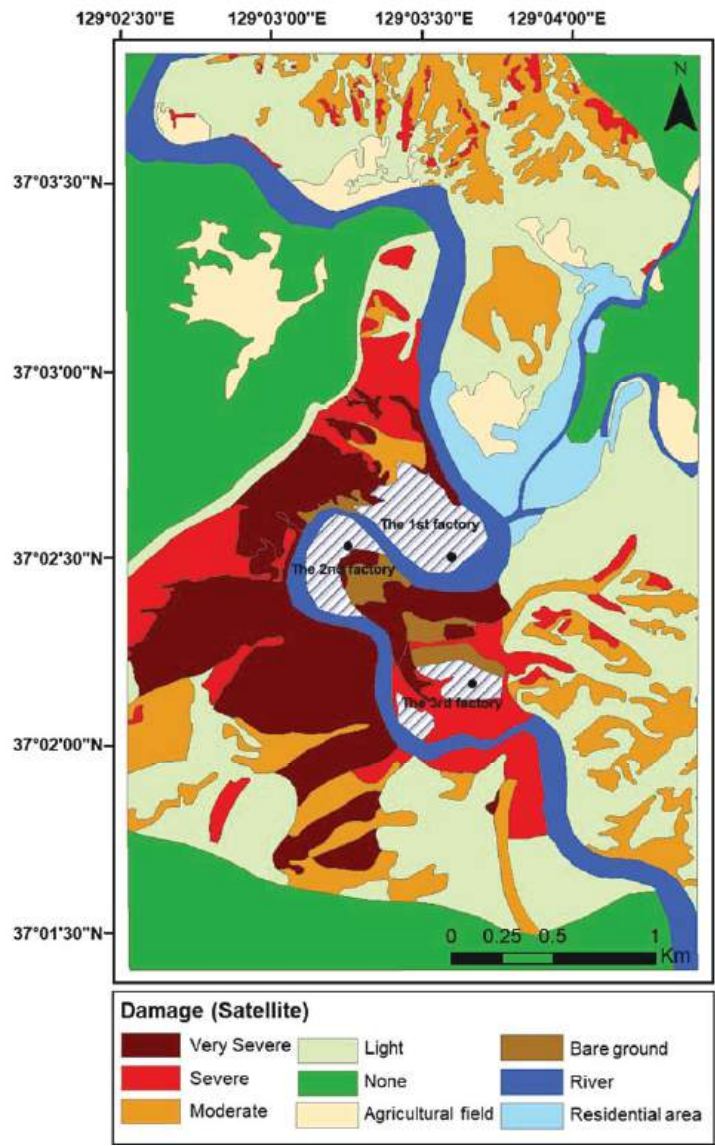 129°02'30"E 129°03'00"E 129°03'30"E 129°04'00"E
N
37°03'30"N
37°03'00"N
The 1st factory
37°02'30"N
The 2nd factory
The 3rd factory
37°02'00"N
37°01'30"N
0 0.25 0.5 1
Km
Damage (Satellite)
Very Severe Light Bare ground
Severe None River
Moderate Agricultural field Residential area